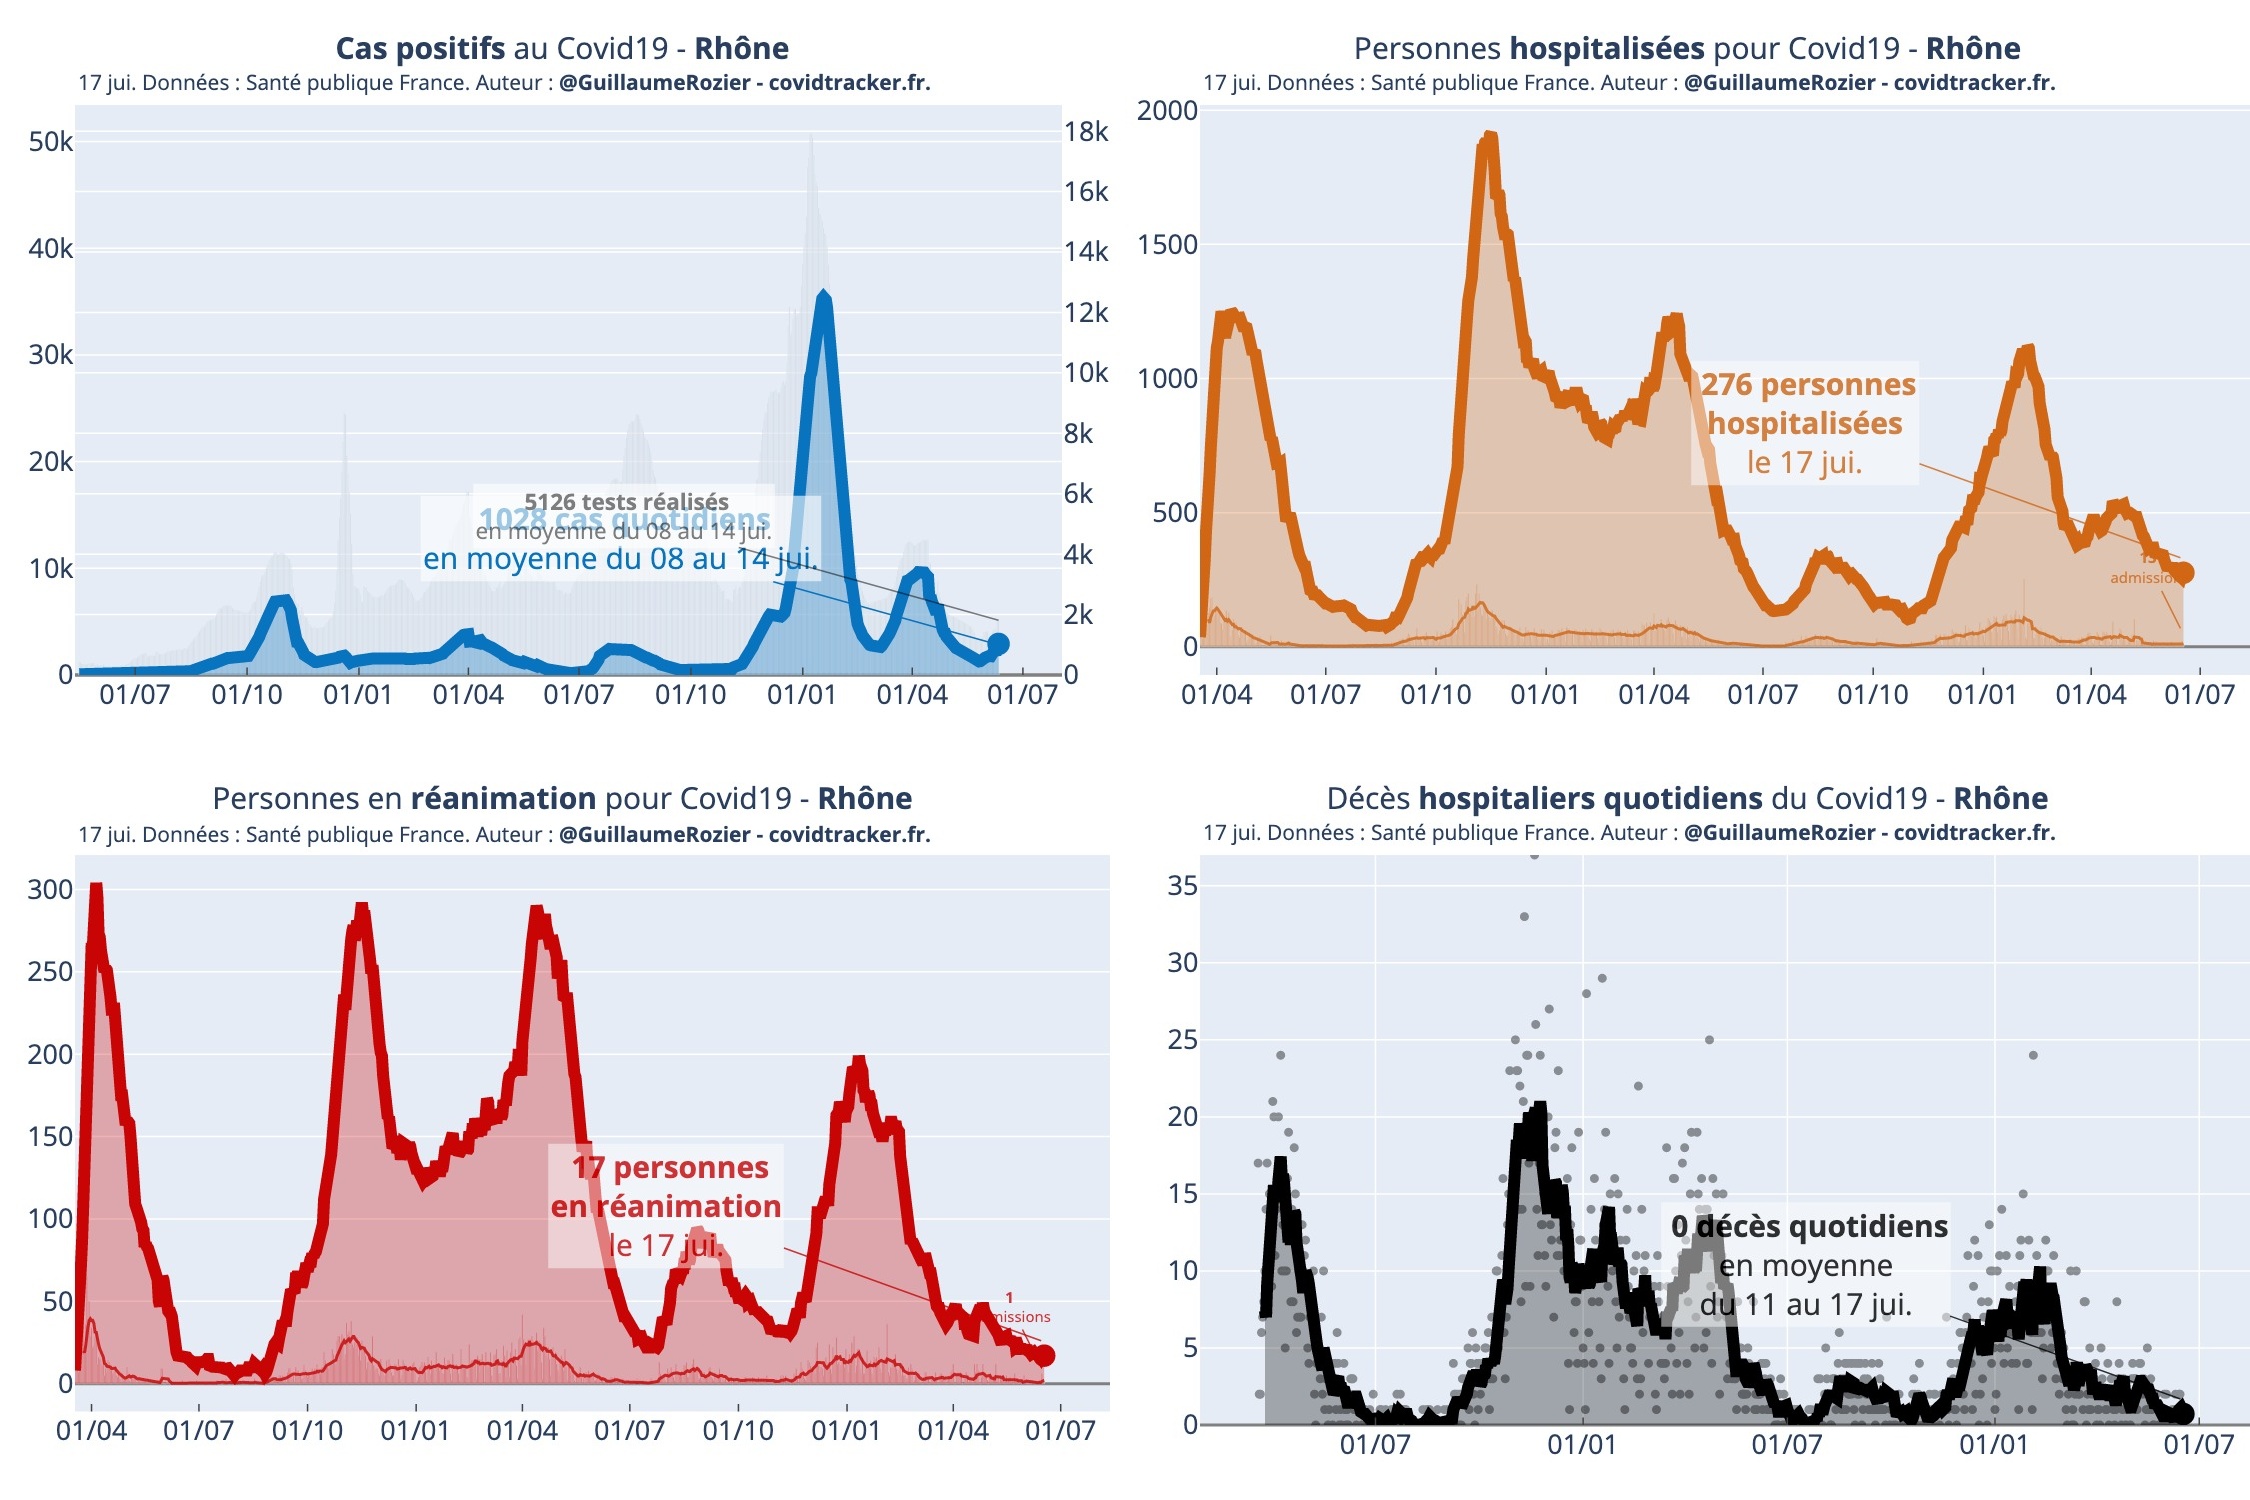 Cas positifs au Covid19 - Rhône
17 jui. Données : Santé publique France. Auteur : @GuillaumeRozier - covidtracker.fr.
50k
40k
30k
20k
10k
0
18k
16k
14k
12k
10k
8k
6k
4k
2k
0
5126 tests réalisés
en moyenne du 08 au 14 jui.
1028 cas quotidiens
en moyenne du 08 au 14 jui.
01/07 01/10 01/01 01/04 01/07 01/10 01/01 01/04 01/07
Personnes hospitalisées pour Covid19 - Rhône
17 jui. Données : Santé publique France. Auteur : @GuillaumeRozier - covidtracker.fr.
2000
1500
1000
500
0
276 personnes
hospitalisées
le 17 jui.
01/04 01/07 01/10 01/01 01/04 01/07 01/10 01/01 01/04 01/07
Personnes en réanimation pour Covid19 - Rhône
17 jui. Données : Santé publique France. Auteur : @GuillaumeRozier - covidtracker.fr.
300
250
200
150
100
50
0
17 personnes
en réanimation
le 17 jui.
1
01/04 01/07 01/10 01/01 01/04 01/07 01/10 01/01 01/04 01/07
Décès hospitaliers quotidiens du Covid19 - Rhône
17 jui. Données : Santé publique France. Auteur : @GuillaumeRozier - covidtracker.fr.
35
30
25
20
15
10
5
0
0 décès quotidiens
en moyenne
du 11 au 17 jui.
01/07 01/01 01/07 01/01 01/07